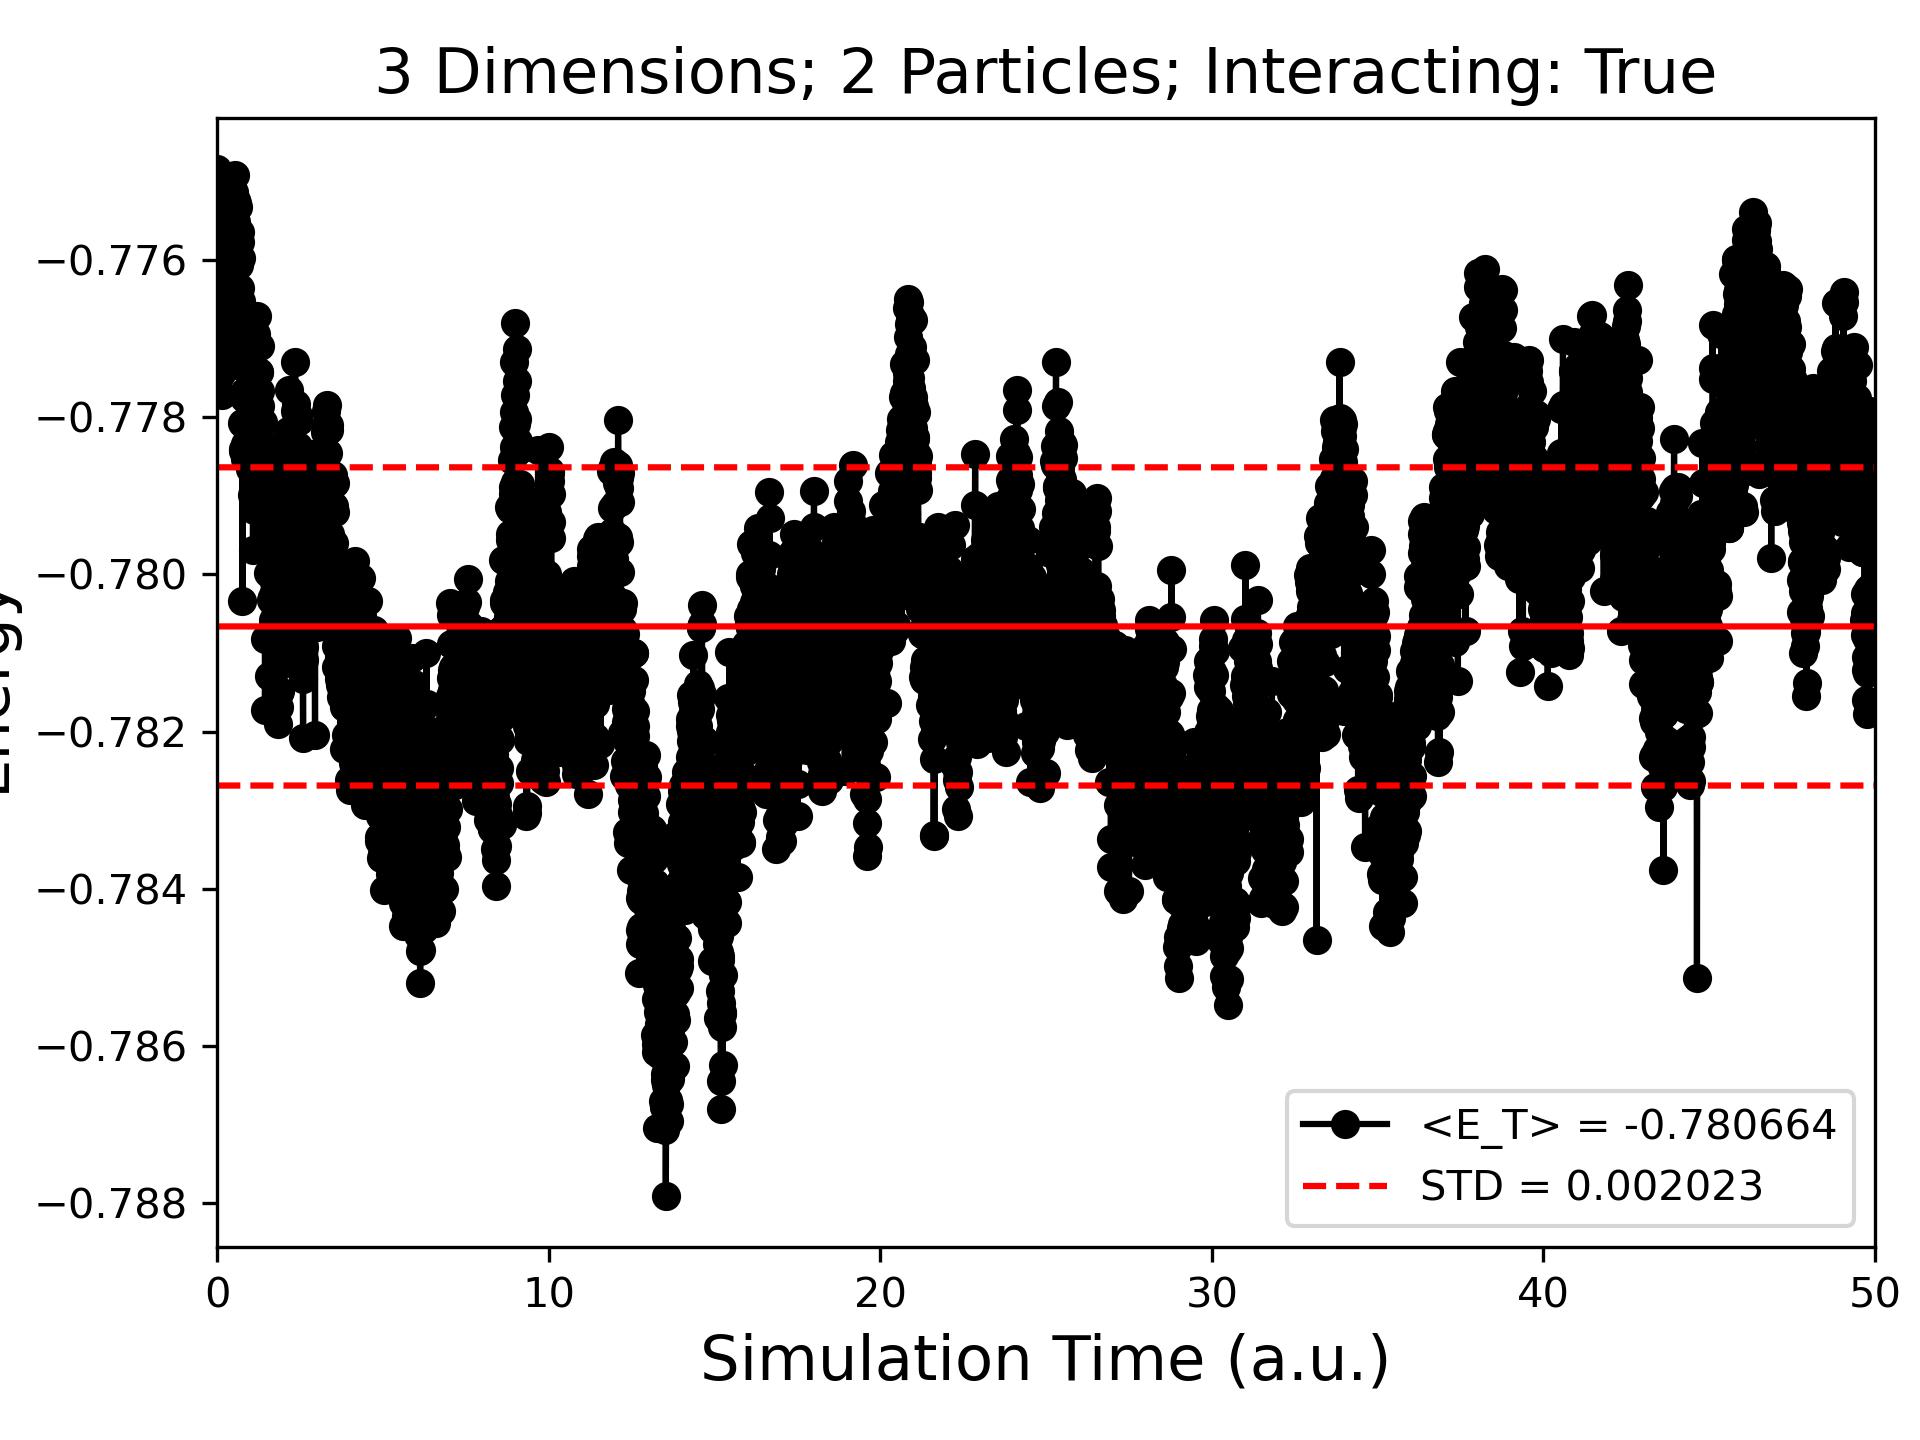 3 Dimensions; 2 Particles; Interacting: True
Energy
−0.776
−0.778
−0.780
−0.782
−0.784
−0.786
−0.788
<E_T> = -0.780664
STD = 0.002023
0 10 20 30 40 50
Simulation Time (a.u.)